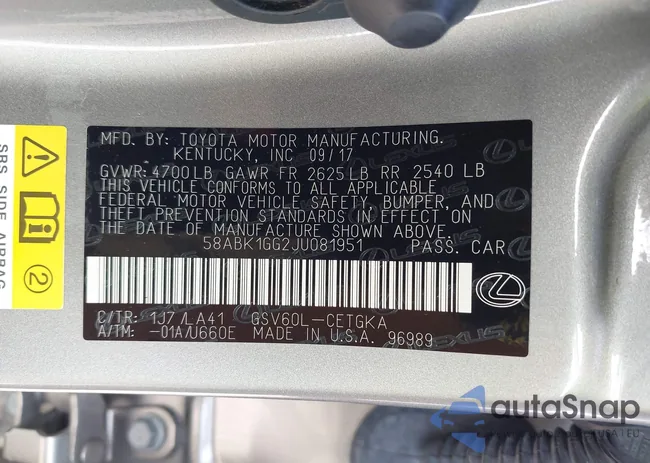 MFD. BY: TOYOTA MOTOR MANUFACTURING.
KENTUCKY, INC 09/17
GVWR: 4700LB GAWR FR 2625LB RR 2540 LB
THIS VEHICLE CONFORMS TO ALL APPLICABLE
FEDERAL MOTOR VEHICLE SAFETY, BUMPER, AND
THEFT PREVENTION STANDARDS IN EFFECT ON
THE DATE OF MANUFACTURE SHOWN ABOVE.
58ABK1GG2JU081951 PASS. CAR
C/TR: 1J7/LA41 GSV60L-CETGKA
A/TM: -01A/U660E MADE IN U.S.A. 96989
SRS SIDE AIRBAG
2
LEXUS
autoSnap